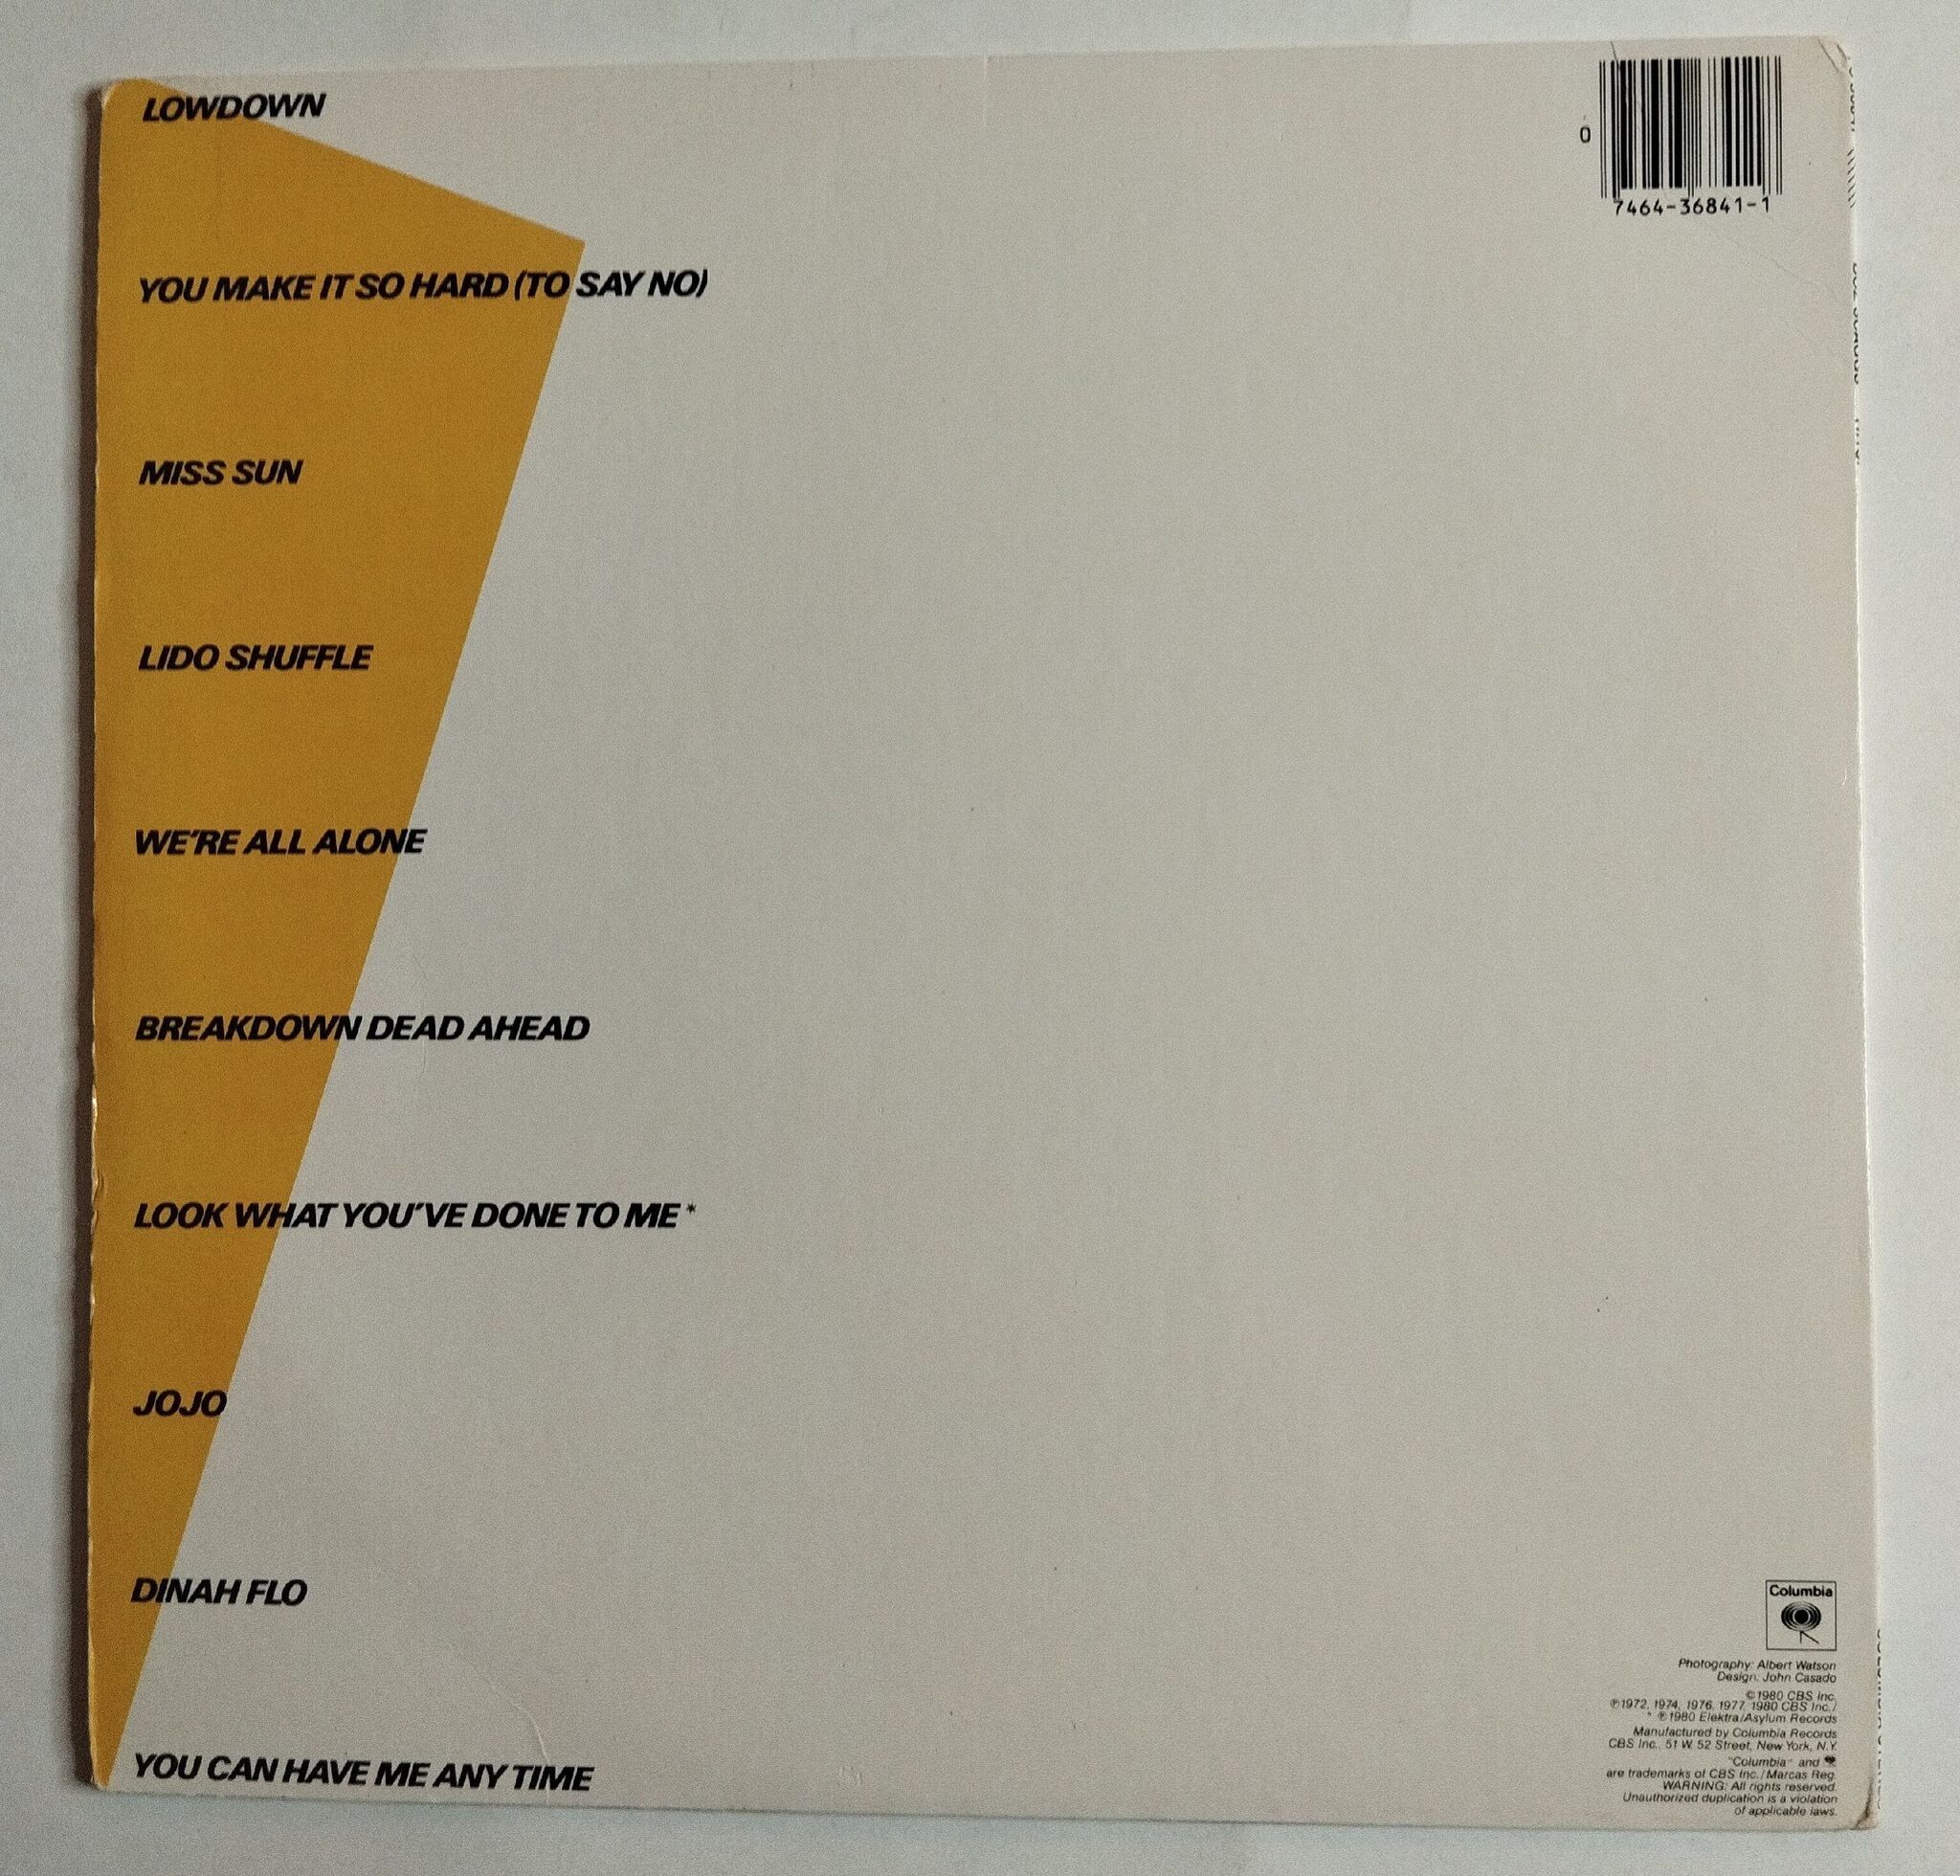 LOWDOWN
YOU MAKE IT SO HARD (TO SAY NO)
MISS SUN
LIDO SHUFFLE
WE'RE ALL ALONE
BREAKDOWN DEAD AHEAD
LOOK WHAT YOU'VE DONE TO ME *
JOJO
DINAH FLO
YOU CAN HAVE ME ANY TIME
0
7464-36841-1
Columbia
Photography: Albert Watson
Design: John Casado
© 1980 CBS Inc.
℗ 1972, 1974, 1976, 1977, 1980 CBS Inc./
* ℗ 1980 Elektra/Asylum Records
Manufactured by Columbia Records
CBS Inc., 51 W. 52 Street, New York, N.Y.
"Columbia" and
are trademarks of CBS Inc./Marcas Reg.
WARNING: All rights reserved.
Unauthorized duplication is a violation
of applicable laws.